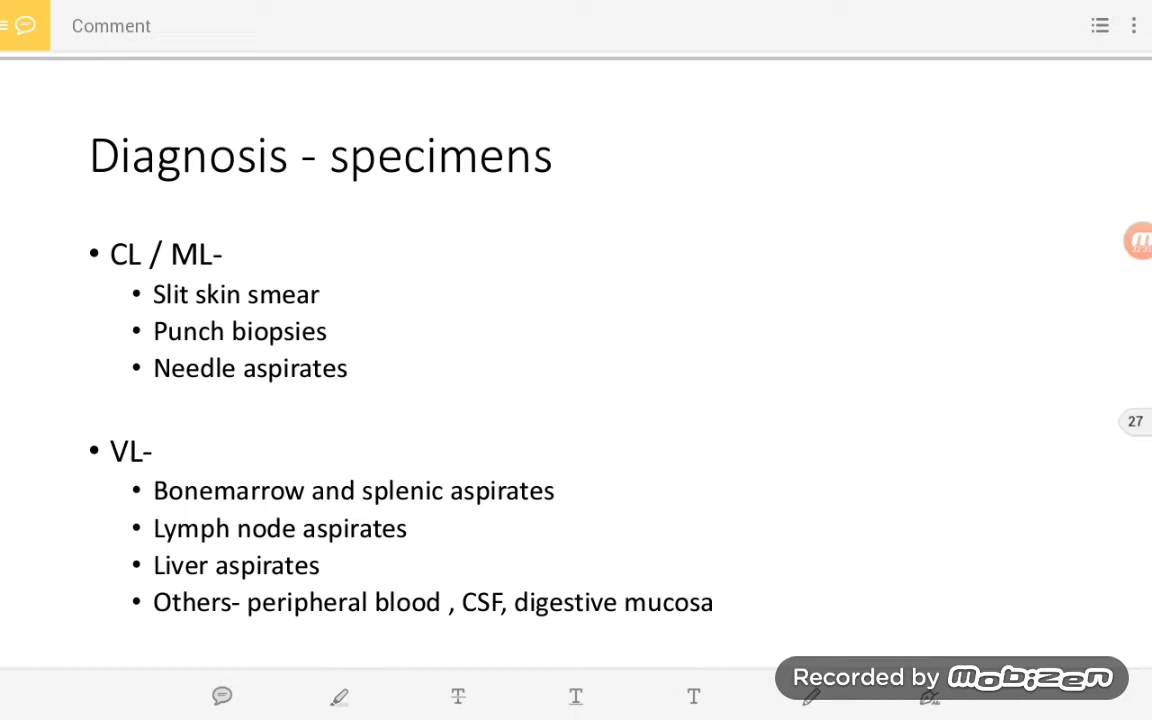 Comment
Diagnosis - specimens
• CL / ML-
• Slit skin smear
• Punch biopsies
• Needle aspirates
27
• VL-
• Bonemarrow and splenic aspirates
• Lymph node aspirates
• Liver aspirates
• Others- peripheral blood , CSF, digestive mucosa
Recorded by mobizen
T T T